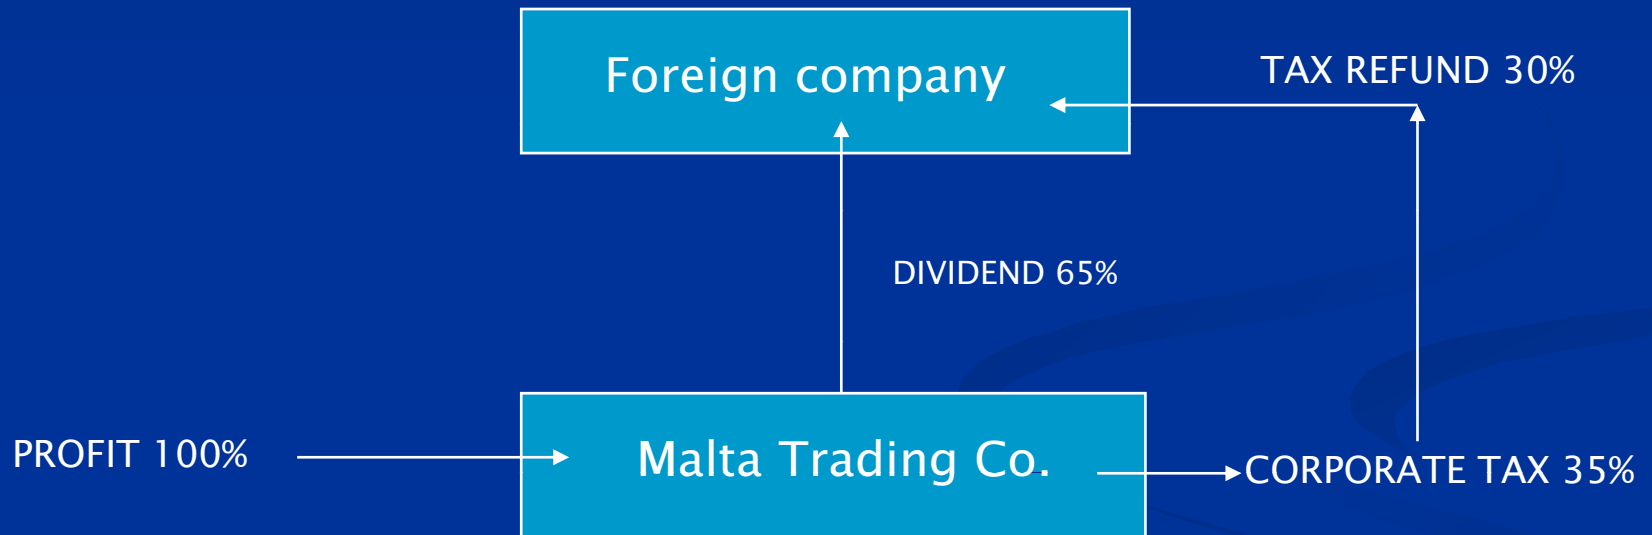 Foreign company
TAX REFUND 30%
DIVIDEND 65%
PROFIT 100%
Malta Trading Co.
CORPORATE TAX 35%